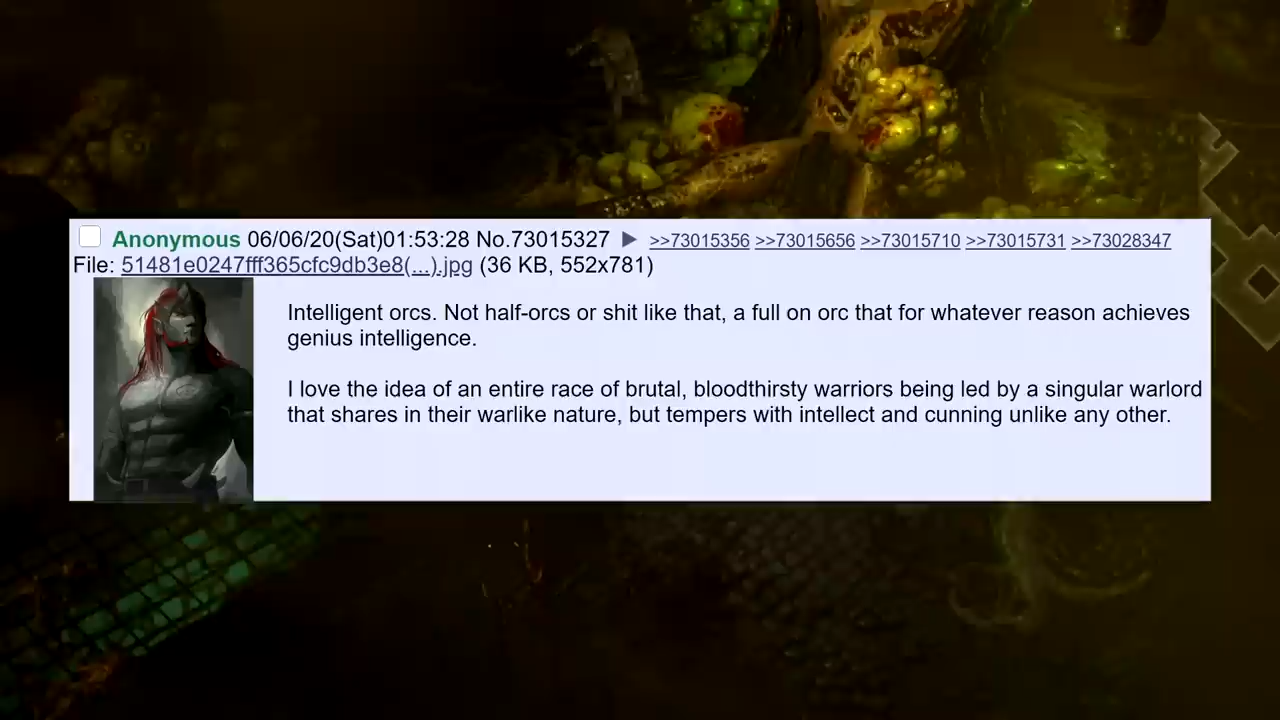 Anonymous 06/06/20(Sat)01:53:28 No.73015327 ▶ >>73015356 >>73015656 >>73015710 >>73015731 >>73028347
File: 51481e0247fff365cfc9db3e8(...).jpg (36 KB, 552x781)
Intelligent orcs. Not half-orcs or shit like that, a full on orc that for whatever reason achieves
genius intelligence.
I love the idea of an entire race of brutal, bloodthirsty warriors being led by a singular warlord
that shares in their warlike nature, but tempers with intellect and cunning unlike any other.